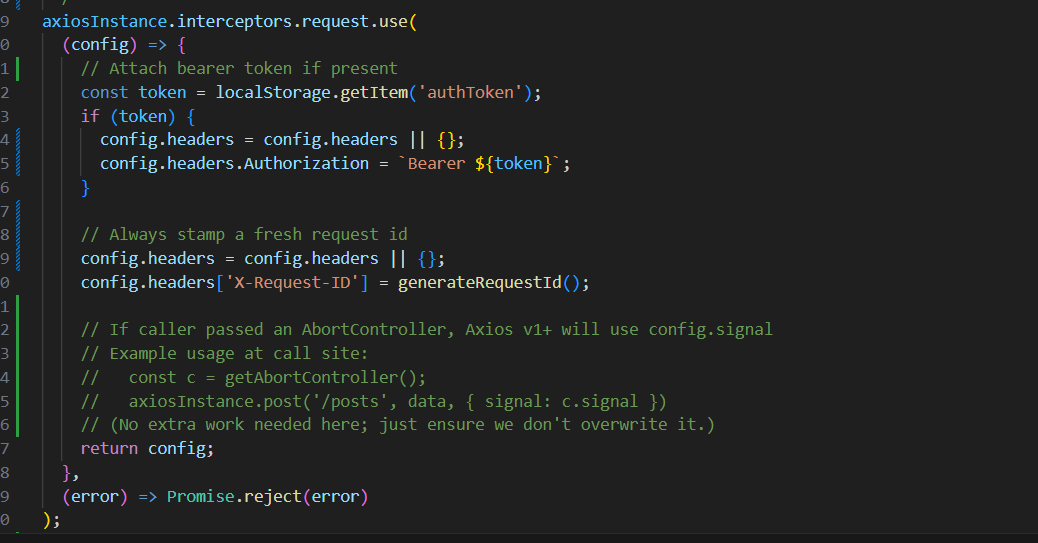 9 axiosInstance.interceptors.request.use(
0 (config) => {
1 // Attach bearer token if present
2 const token = localStorage.getItem('authToken');
3 if (token) {
4 config.headers = config.headers || {};
5 config.headers.Authorization = `Bearer ${token}`;
6 }
7
8 // Always stamp a fresh request id
9 config.headers = config.headers || {};
0 config.headers['X-Request-ID'] = generateRequestId();
1
2 // If caller passed an AbortController, Axios v1+ will use config.signal
3 // Example usage at call site:
4 //   const c = getAbortController();
5 //   axiosInstance.post('/posts', data, { signal: c.signal })
6 // (No extra work needed here; just ensure we don't overwrite it.)
7 return config;
8 },
9 (error) => Promise.reject(error)
0 );